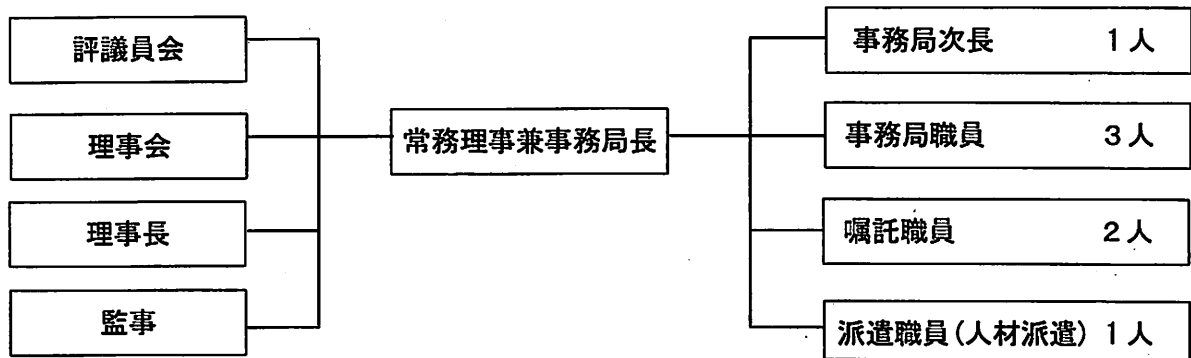 評議員会
理事会
理事長
監事
常務理事兼事務局長
事務局次長 1人
事務局職員 3人
嘱託職員 2人
派遣職員(人材派遣) 1人